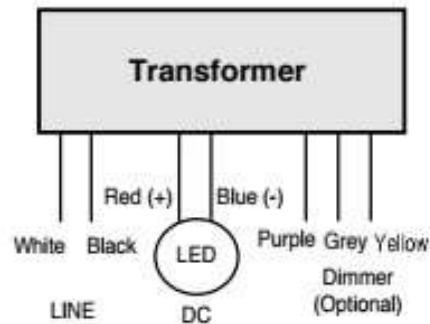 Transformer
Red (+) Blue (-)
White Black LED Purple Grey Yellow
LINE DC Dimmer
(Optional)